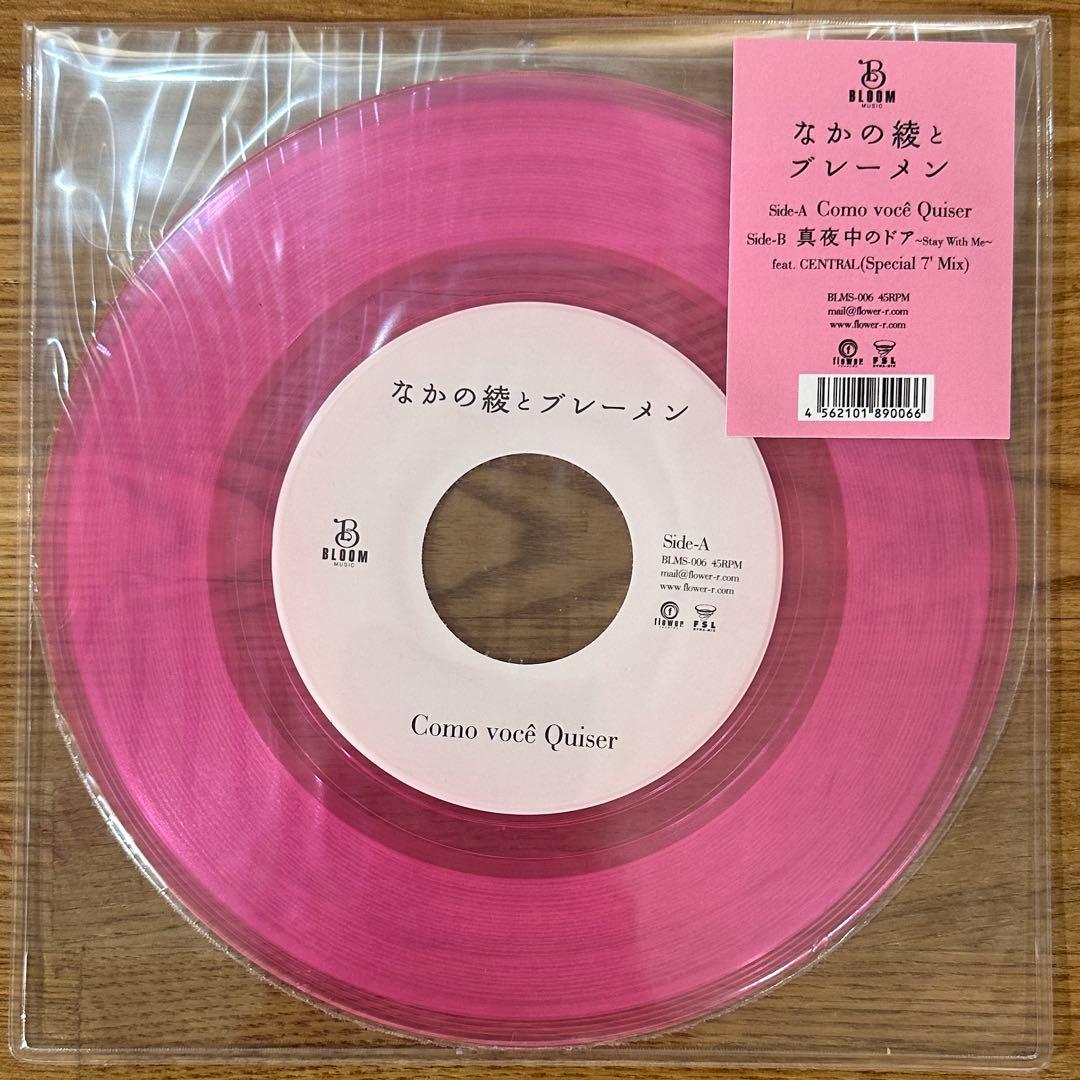 B
BLOOM
MUSIC
なかの綾と
ブレーメン
Side-A Como você Quiser
Side-B 真夜中のドア~Stay With Me~
feat. CENTRAL(Special 7' Mix)
BLMS-006 45RPM
mail@flower-r.com
www.flower-r.com
flower
FSL
4 562101 890066
なかの綾とブレーメン
B
BLOOM
MUSIC
Side-A
BLMS-006 45RPM
mail@flower-r.com
www.flower-r.com
flower
FSL
Como você Quiser